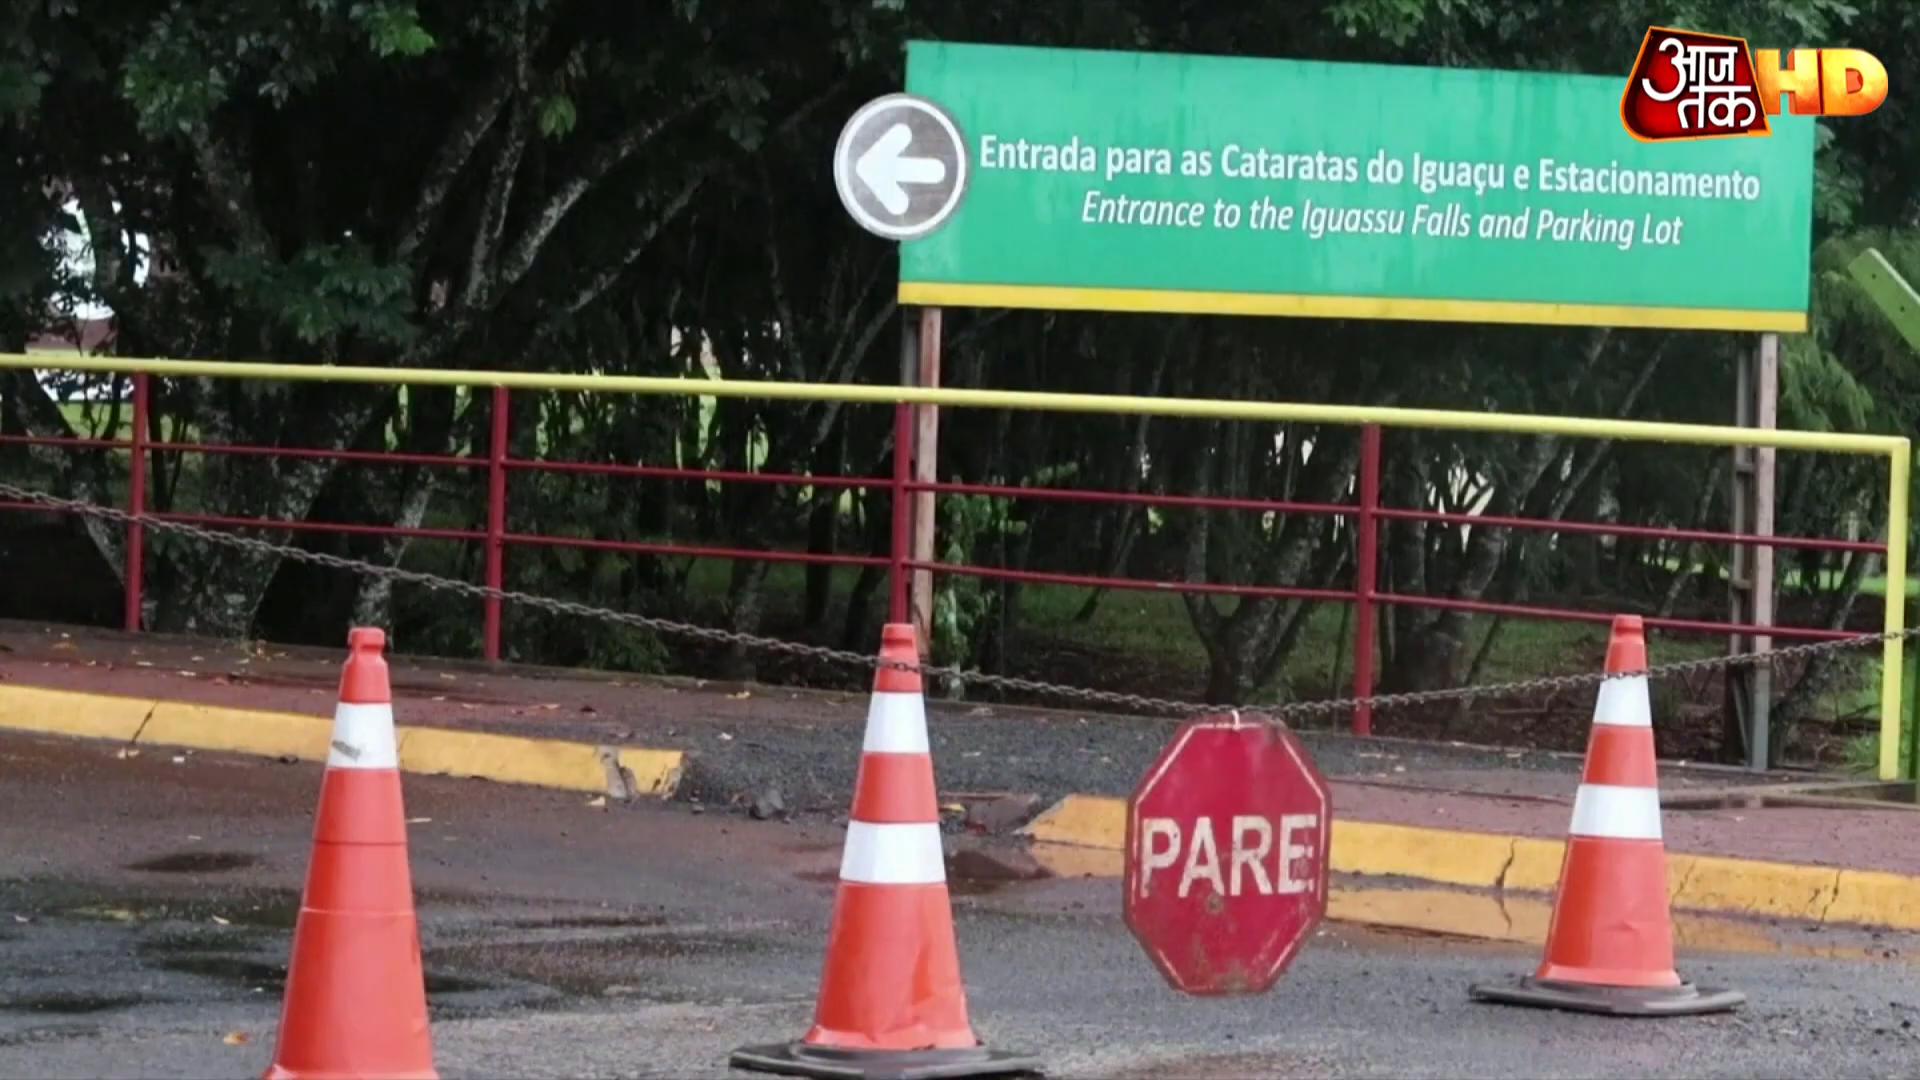 आज
तक HD
Entrada para as Cataratas do Iguaçu e Estacionamento
Entrance to the Iguassu Falls and Parking Lot
PARE